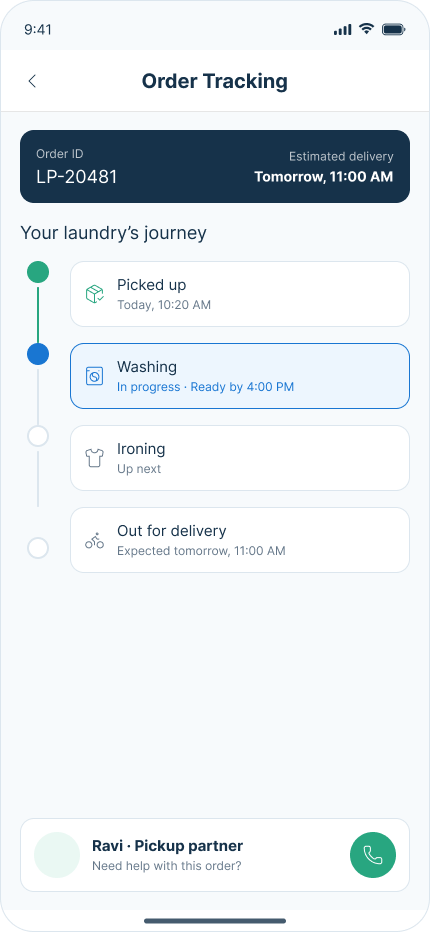 9:41
Order Tracking
Order ID
LP-20481
Estimated delivery
Tomorrow, 11:00 AM
Your laundry’s journey
Picked up
Today, 10:20 AM
Washing
In progress · Ready by 4:00 PM
Ironing
Up next
Out for delivery
Expected tomorrow, 11:00 AM
Ravi · Pickup partner
Need help with this order?